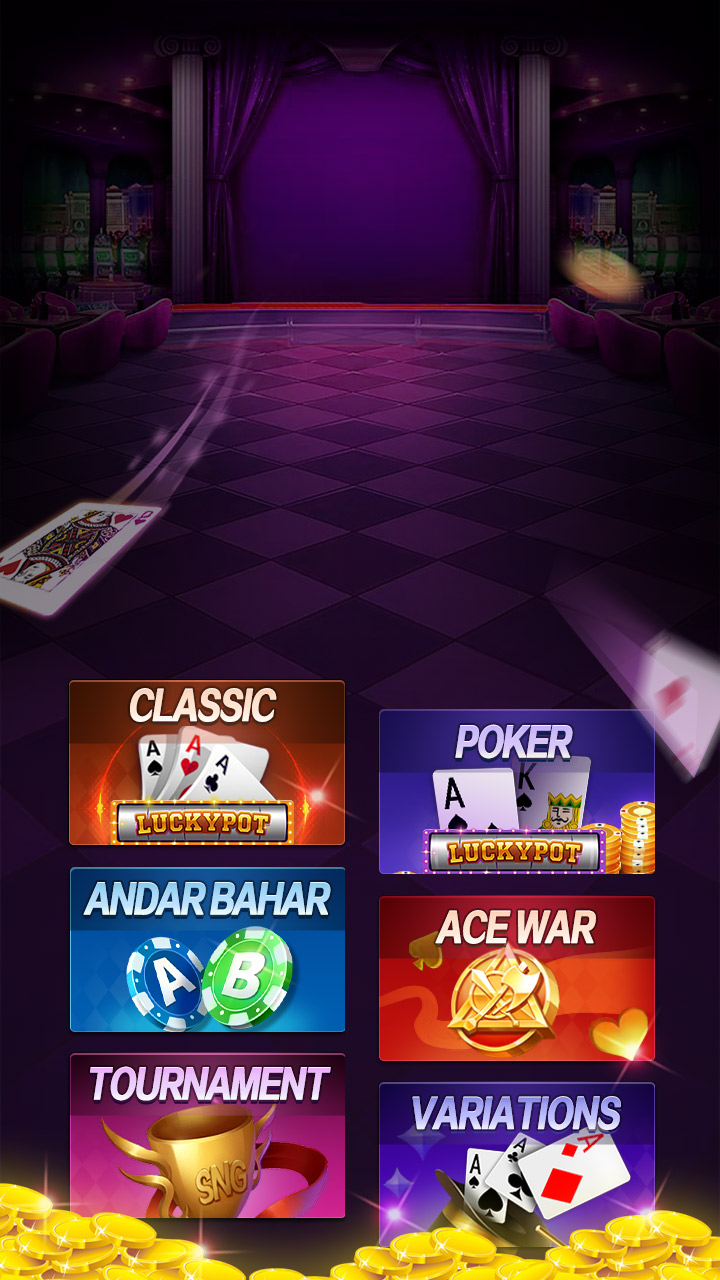 CLASSIC
A
A
A
LUCKYPOT
POKER
A
K
LUCKYPOT
ANDAR BAHAR
A
B
ACE WAR
TOURNAMENT
SNG
VARIATIONS
A
A
A